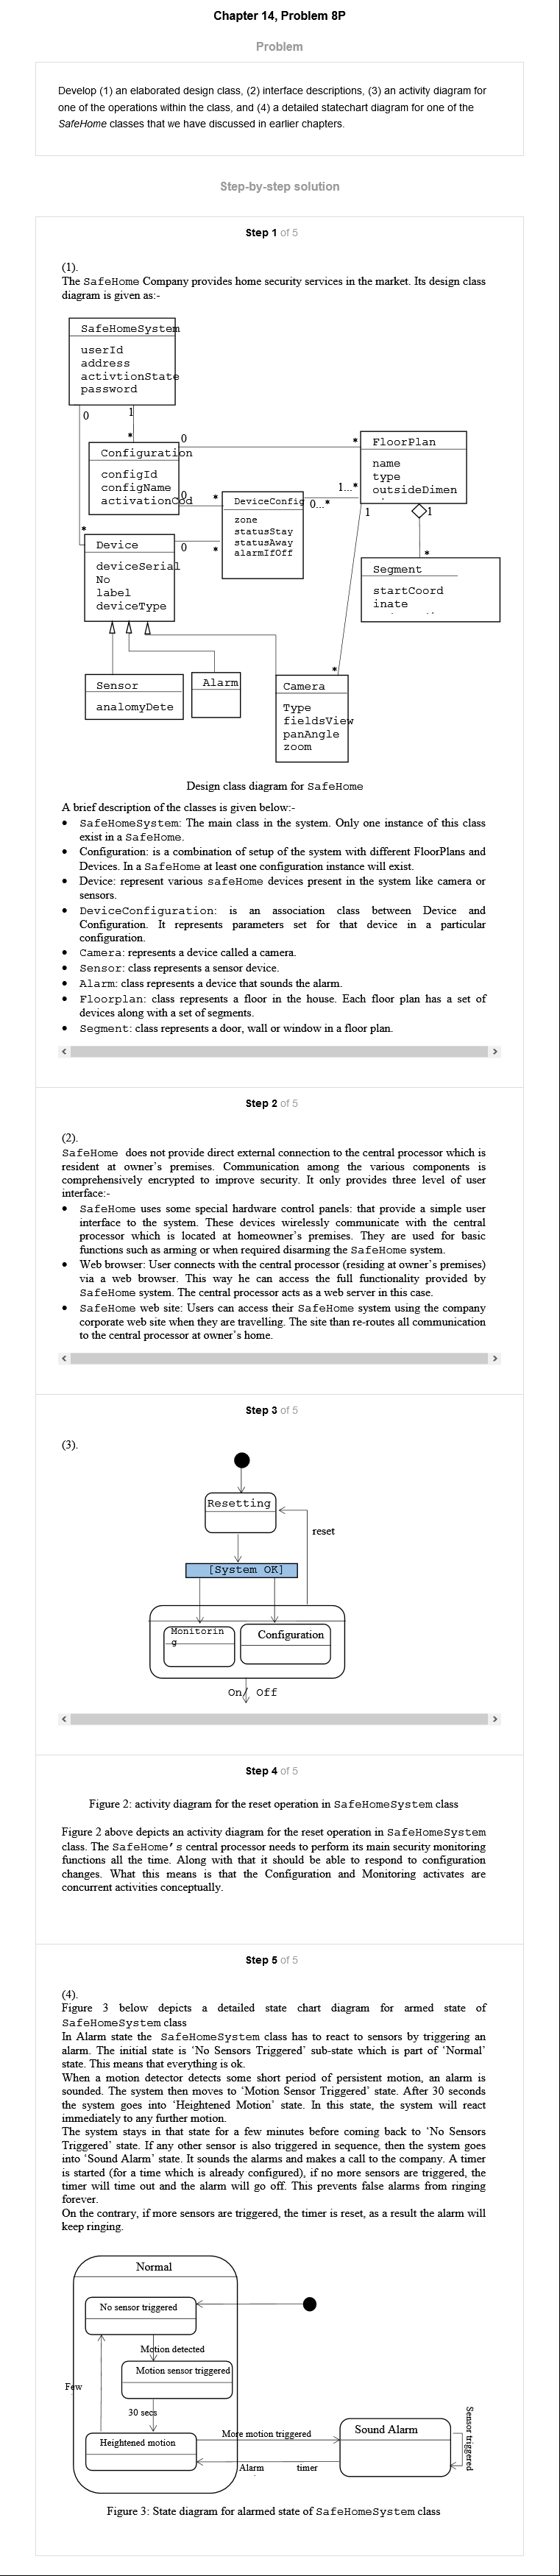 Chapter 14, Problem 8P
Problem
Develop (1) an elaborated design class, (2) interface descriptions, (3) an activity diagram for
one of the operations within the class, and (4) a detailed statechart diagram for one of the
SafeHome classes that we have discussed in earlier chapters.
Step-by-step solution
Step 1 of 5
(1).
The SafeHome Company provides home security services in the market. Its design class
diagram is given as:-
SafeHomeSystem
userId
address
activtionState
password
0
1
*
Configuration
configId
configName
activationCod
0
*
FloorPlan
name
type
outsideDimen
0
*
DeviceConfig
zone
statusStay
statusAway
alarmIfOff
0...*
1...*
1
1
*
Segment
startCoord
inate
*
Device
deviceSerial
No
label
deviceType
0
*
*
Sensor
analomyDete
Alarm
Camera
Type
fieldsView
panAngle
zoom
Design class diagram for SafeHome
A brief description of the classes is given below:-
• SafeHomeSystem: The main class in the system. Only one instance of this class
exist in a SafeHome.
• Configuration: is a combination of setup of the system with different FloorPlans and
Devices. In a SafeHome at least one configuration instance will exist.
• Device: represent various safeHome devices present in the system like camera or
sensors.
• DeviceConfiguration: is an association class between Device and
Configuration. It represents parameters set for that device in a particular
configuration.
• Camera: represents a device called a camera.
• Sensor: class represents a sensor device.
• Alarm: class represents a device that sounds the alarm.
• Floorplan: class represents a floor in the house. Each floor plan has a set of
devices along with a set of segments.
• Segment: class represents a door, wall or window in a floor plan.
Step 2 of 5
(2).
SafeHome does not provide direct external connection to the central processor which is
resident at owner's premises. Communication among the various components is
comprehensively encrypted to improve security. It only provides three level of user
interface:-
• SafeHome uses some special hardware control panels: that provide a simple user
interface to the system. These devices wirelessly communicate with the central
processor which is located at homeowner's premises. They are used for basic
functions such as arming or when required disarming the SafeHome system.
• Web browser: User connects with the central processor (residing at owner's premises)
via a web browser. This way he can access the full functionality provided by
SafeHome system. The central processor acts as a web server in this case.
• SafeHome web site: Users can access their SafeHome system using the company
corporate web site when they are travelling. The site than re-routes all communication
to the central processor at owner's home.
Step 3 of 5
(3).
Resetting
reset
[System OK]
Monitorin
g
Configuration
On/ Off
Step 4 of 5
Figure 2: activity diagram for the reset operation in SafeHomeSystem class
Figure 2 above depicts an activity diagram for the reset operation in SafeHomeSystem
class. The SafeHome's central processor needs to perform its main security monitoring
functions all the time. Along with that it should be able to respond to configuration
changes. What this means is that the Configuration and Monitoring activates are
concurrent activities conceptually.
Step 5 of 5
(4).
Figure 3 below depicts a detailed state chart diagram for armed state of
SafeHomeSystem class
In Alarm state the SafeHomeSystem class has to react to sensors by triggering an
alarm. The initial state is 'No Sensors Triggered' sub-state which is part of 'Normal'
state. This means that everything is ok.
When a motion detector detects some short period of persistent motion, an alarm is
sounded. The system then moves to 'Motion Sensor Triggered' state. After 30 seconds
the system goes into 'Heightened Motion' state. In this state, the system will react
immediately to any further motion.
The system stays in that state for a few minutes before coming back to 'No Sensors
Triggered' state. If any other sensor is also triggered in sequence, then the system goes
into 'Sound Alarm' state. It sounds the alarms and makes a call to the company. A timer
is started (for a time which is already configured), if no more sensors are triggered, the
timer will time out and the alarm will go off. This prevents false alarms from ringing
forever.
On the contrary, if more sensors are triggered, the timer is reset, as a result the alarm will
keep ringing.
Normal
No sensor triggered
Motion detected
Motion sensor triggered
Few
30 secs
Heightened motion
More motion triggered
Sound Alarm
Sensor triggered
Alarm timer
Figure 3: State diagram for alarmed state of SafeHomeSystem class